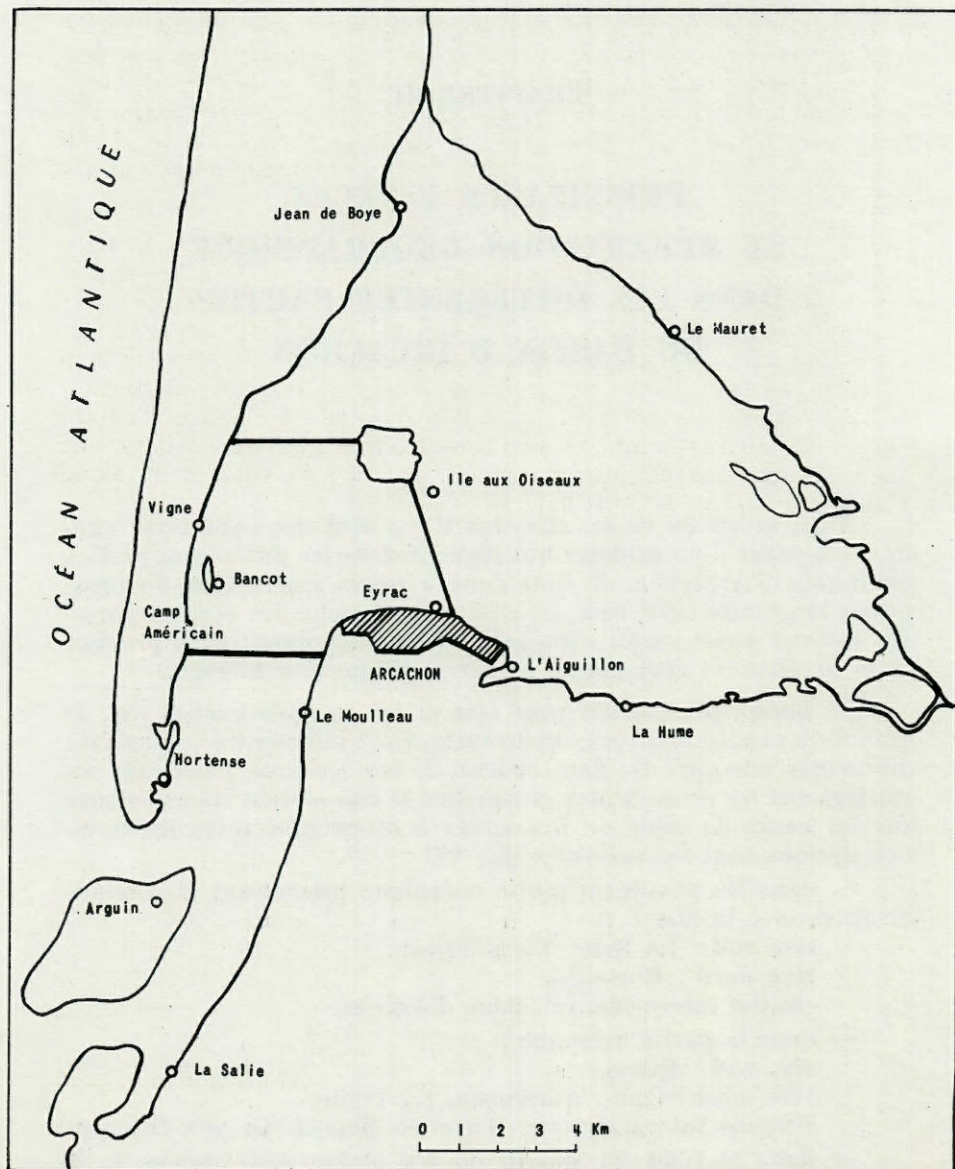 OCÉAN ATLANTIQUE
Jean de Boye
Le Mauret
Ile aux Oiseaux
Vigne
Bancot
Eyrac
Camp
Américain
L'Aiguillon
ARCACHON
Le Moulleau
La Hume
Hortense
Arguin
La Salie
0 1 2 3 4 Km